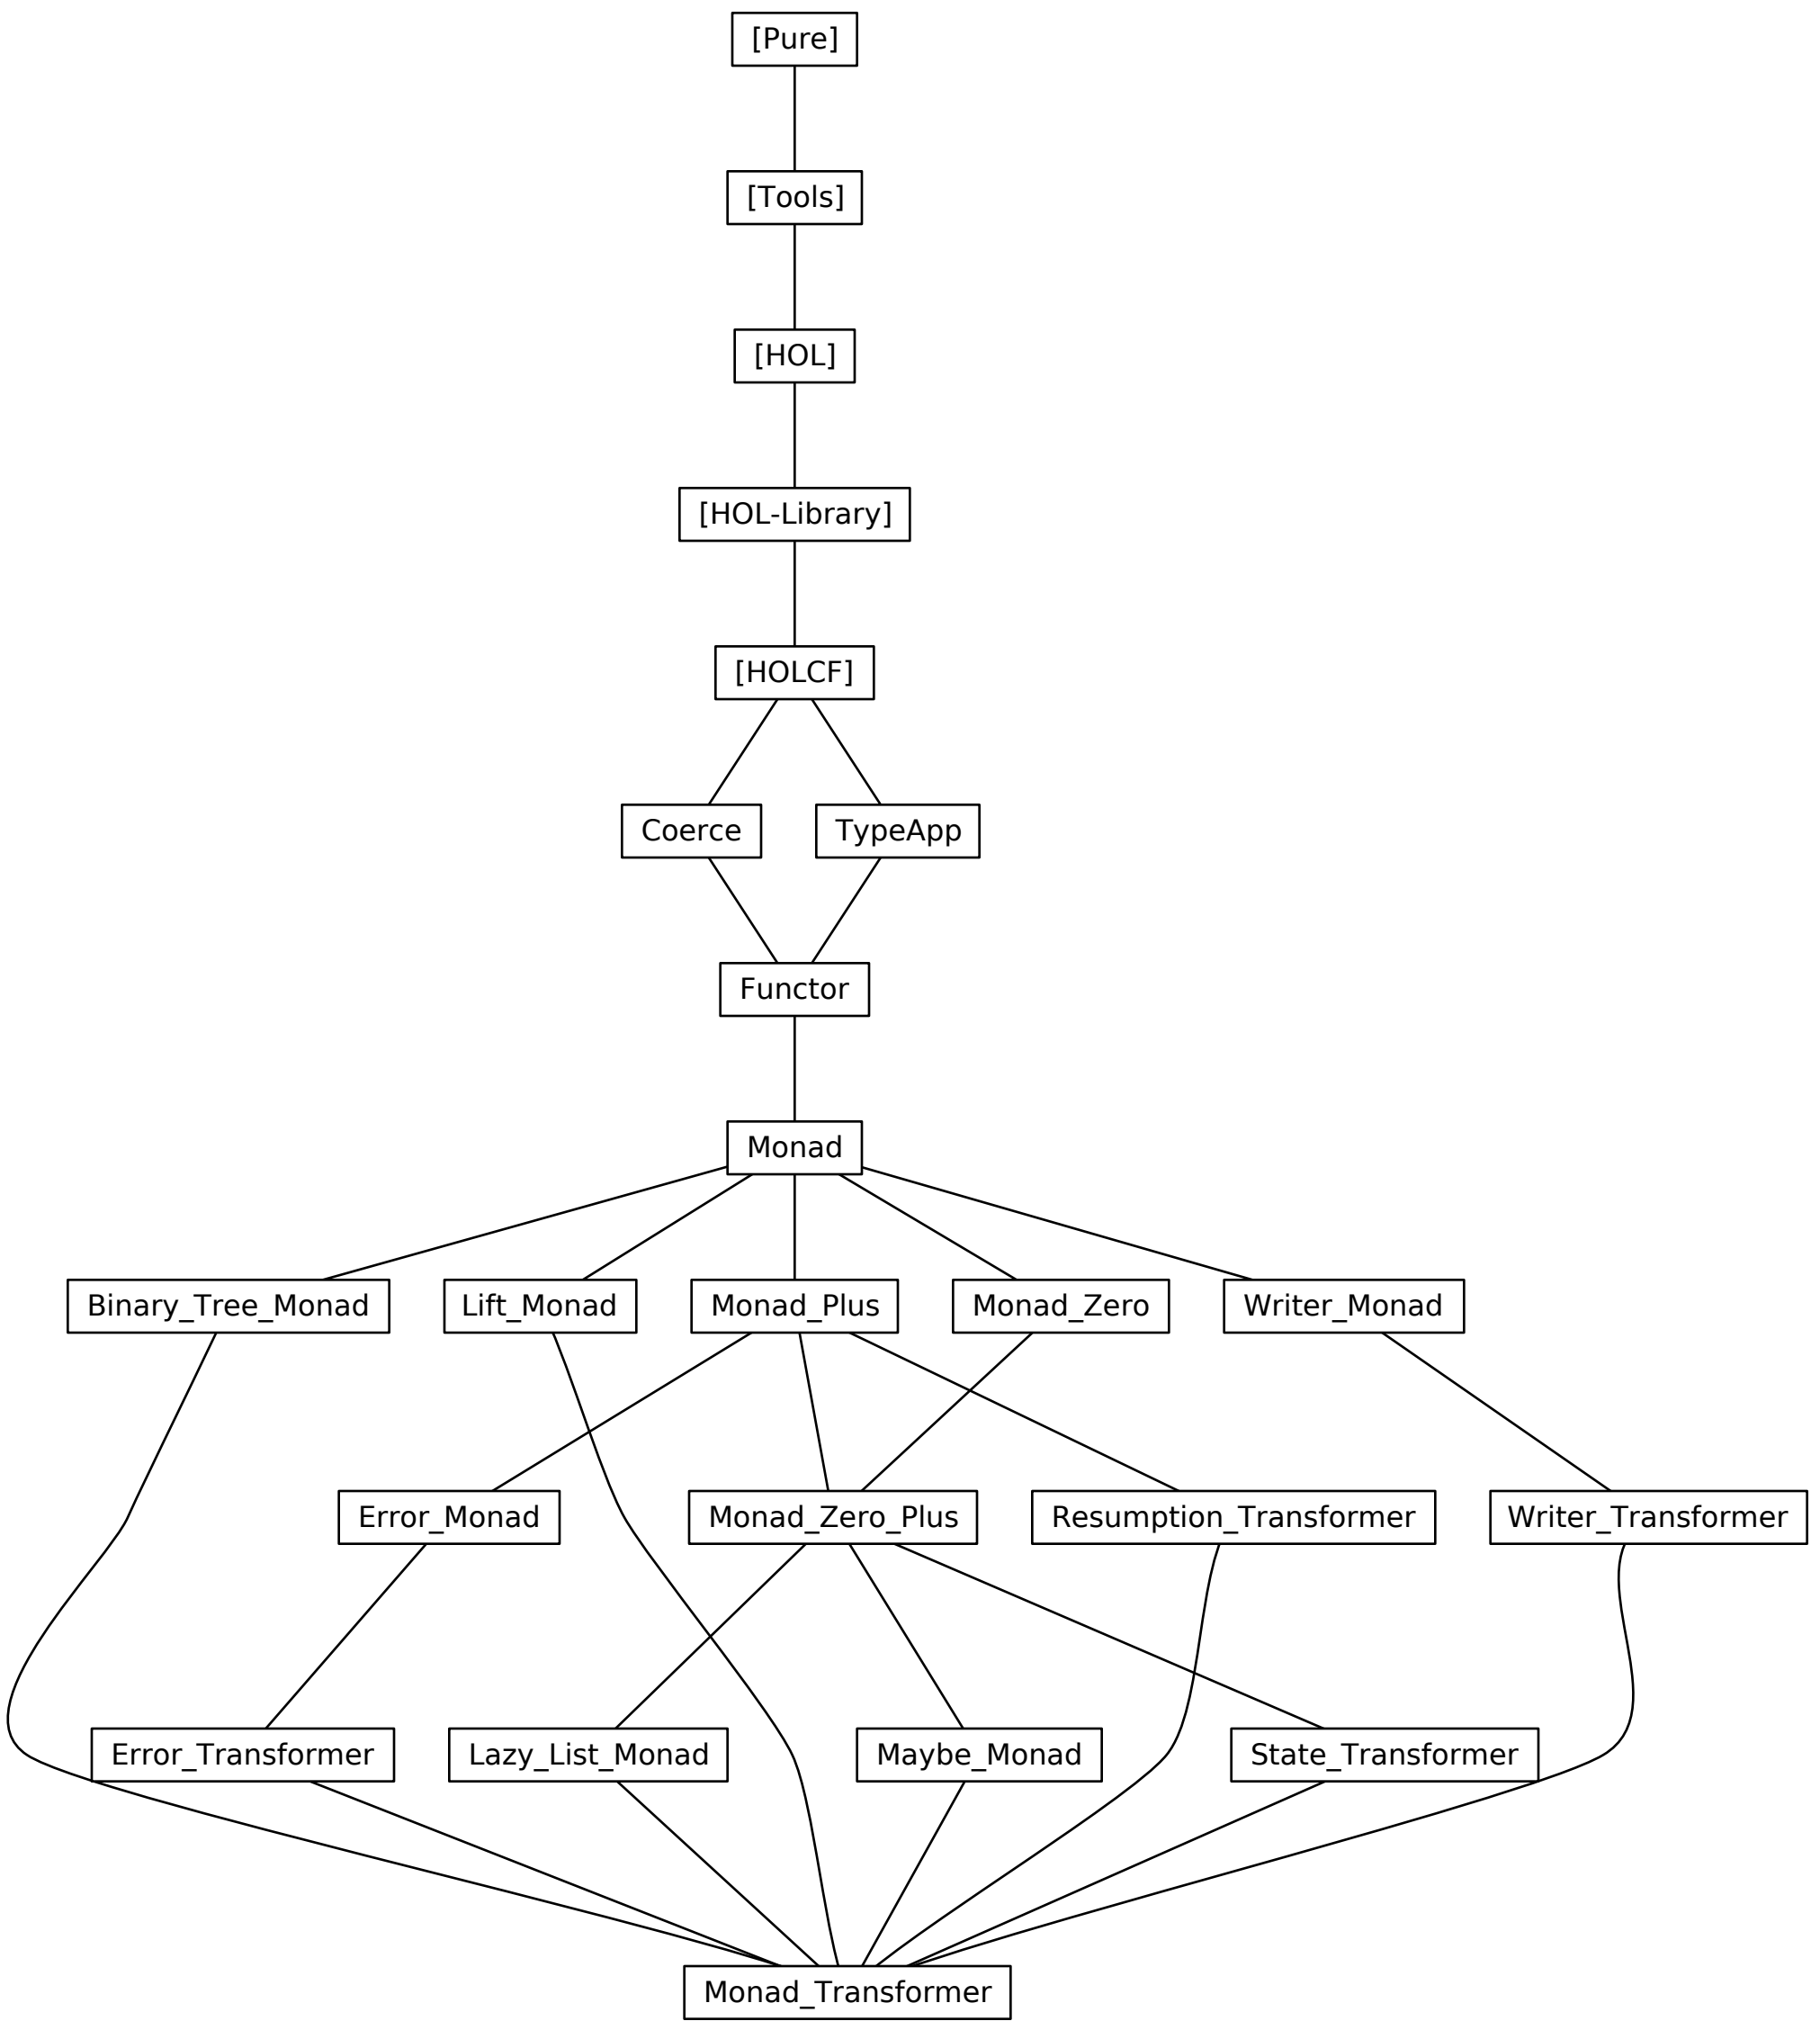 [Pure]
[Tools]
[HOL]
[HOL-Library]
[HOLCF]
Coerce
TypeApp
Functor
Monad
Binary_Tree_Monad
Lift_Monad
Monad_Plus
Monad_Zero
Writer_Monad
Error_Monad
Monad_Zero_Plus
Resumption_Transformer
Writer_Transformer
Error_Transformer
Lazy_List_Monad
Maybe_Monad
State_Transformer
Monad_Transformer